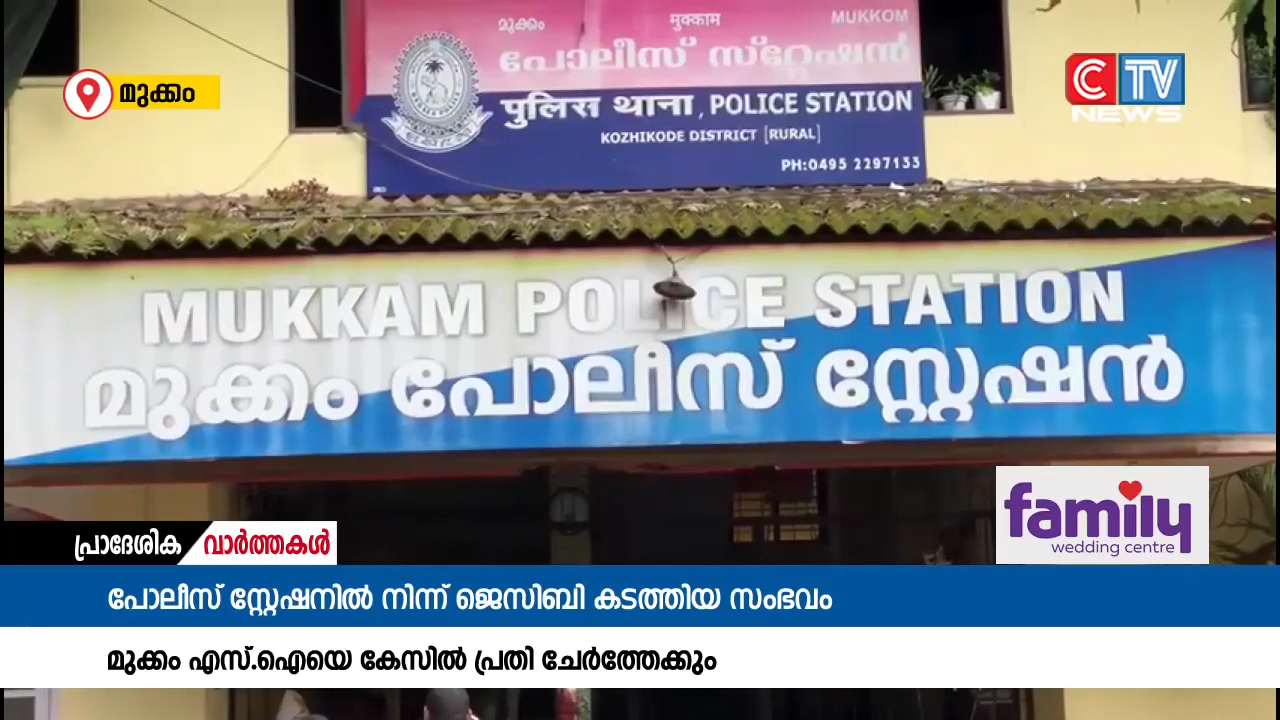 മുക്കം मुक्काम MUKKOM
പോലീസ് സ്റ്റേഷൻ
पुलिस थाना, POLICE STATION
KOZHIKODE DISTRICT [RURAL]
PH:0495 2297133
മുക്കം
C TV
NEWS
MUKKAM POLICE STATION
മുക്കം പോലീസ് സ്റ്റേഷൻ
family
wedding centre
പ്രാദേശിക വാർത്തകൾ
പോലീസ് സ്റ്റേഷനിൽ നിന്ന് ജെസിബി കടത്തിയ സംഭവം
മുക്കം എസ്.ഐയെ കേസിൽ പ്രതി ചേർത്തേക്കും